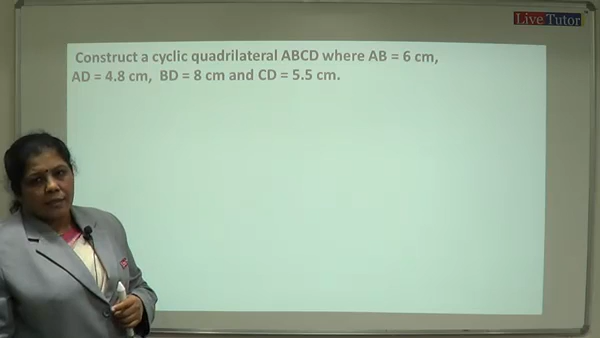 Live Tutor
Construct a cyclic quadrilateral ABCD where AB = 6 cm,
AD = 4.8 cm, BD = 8 cm and CD = 5.5 cm.